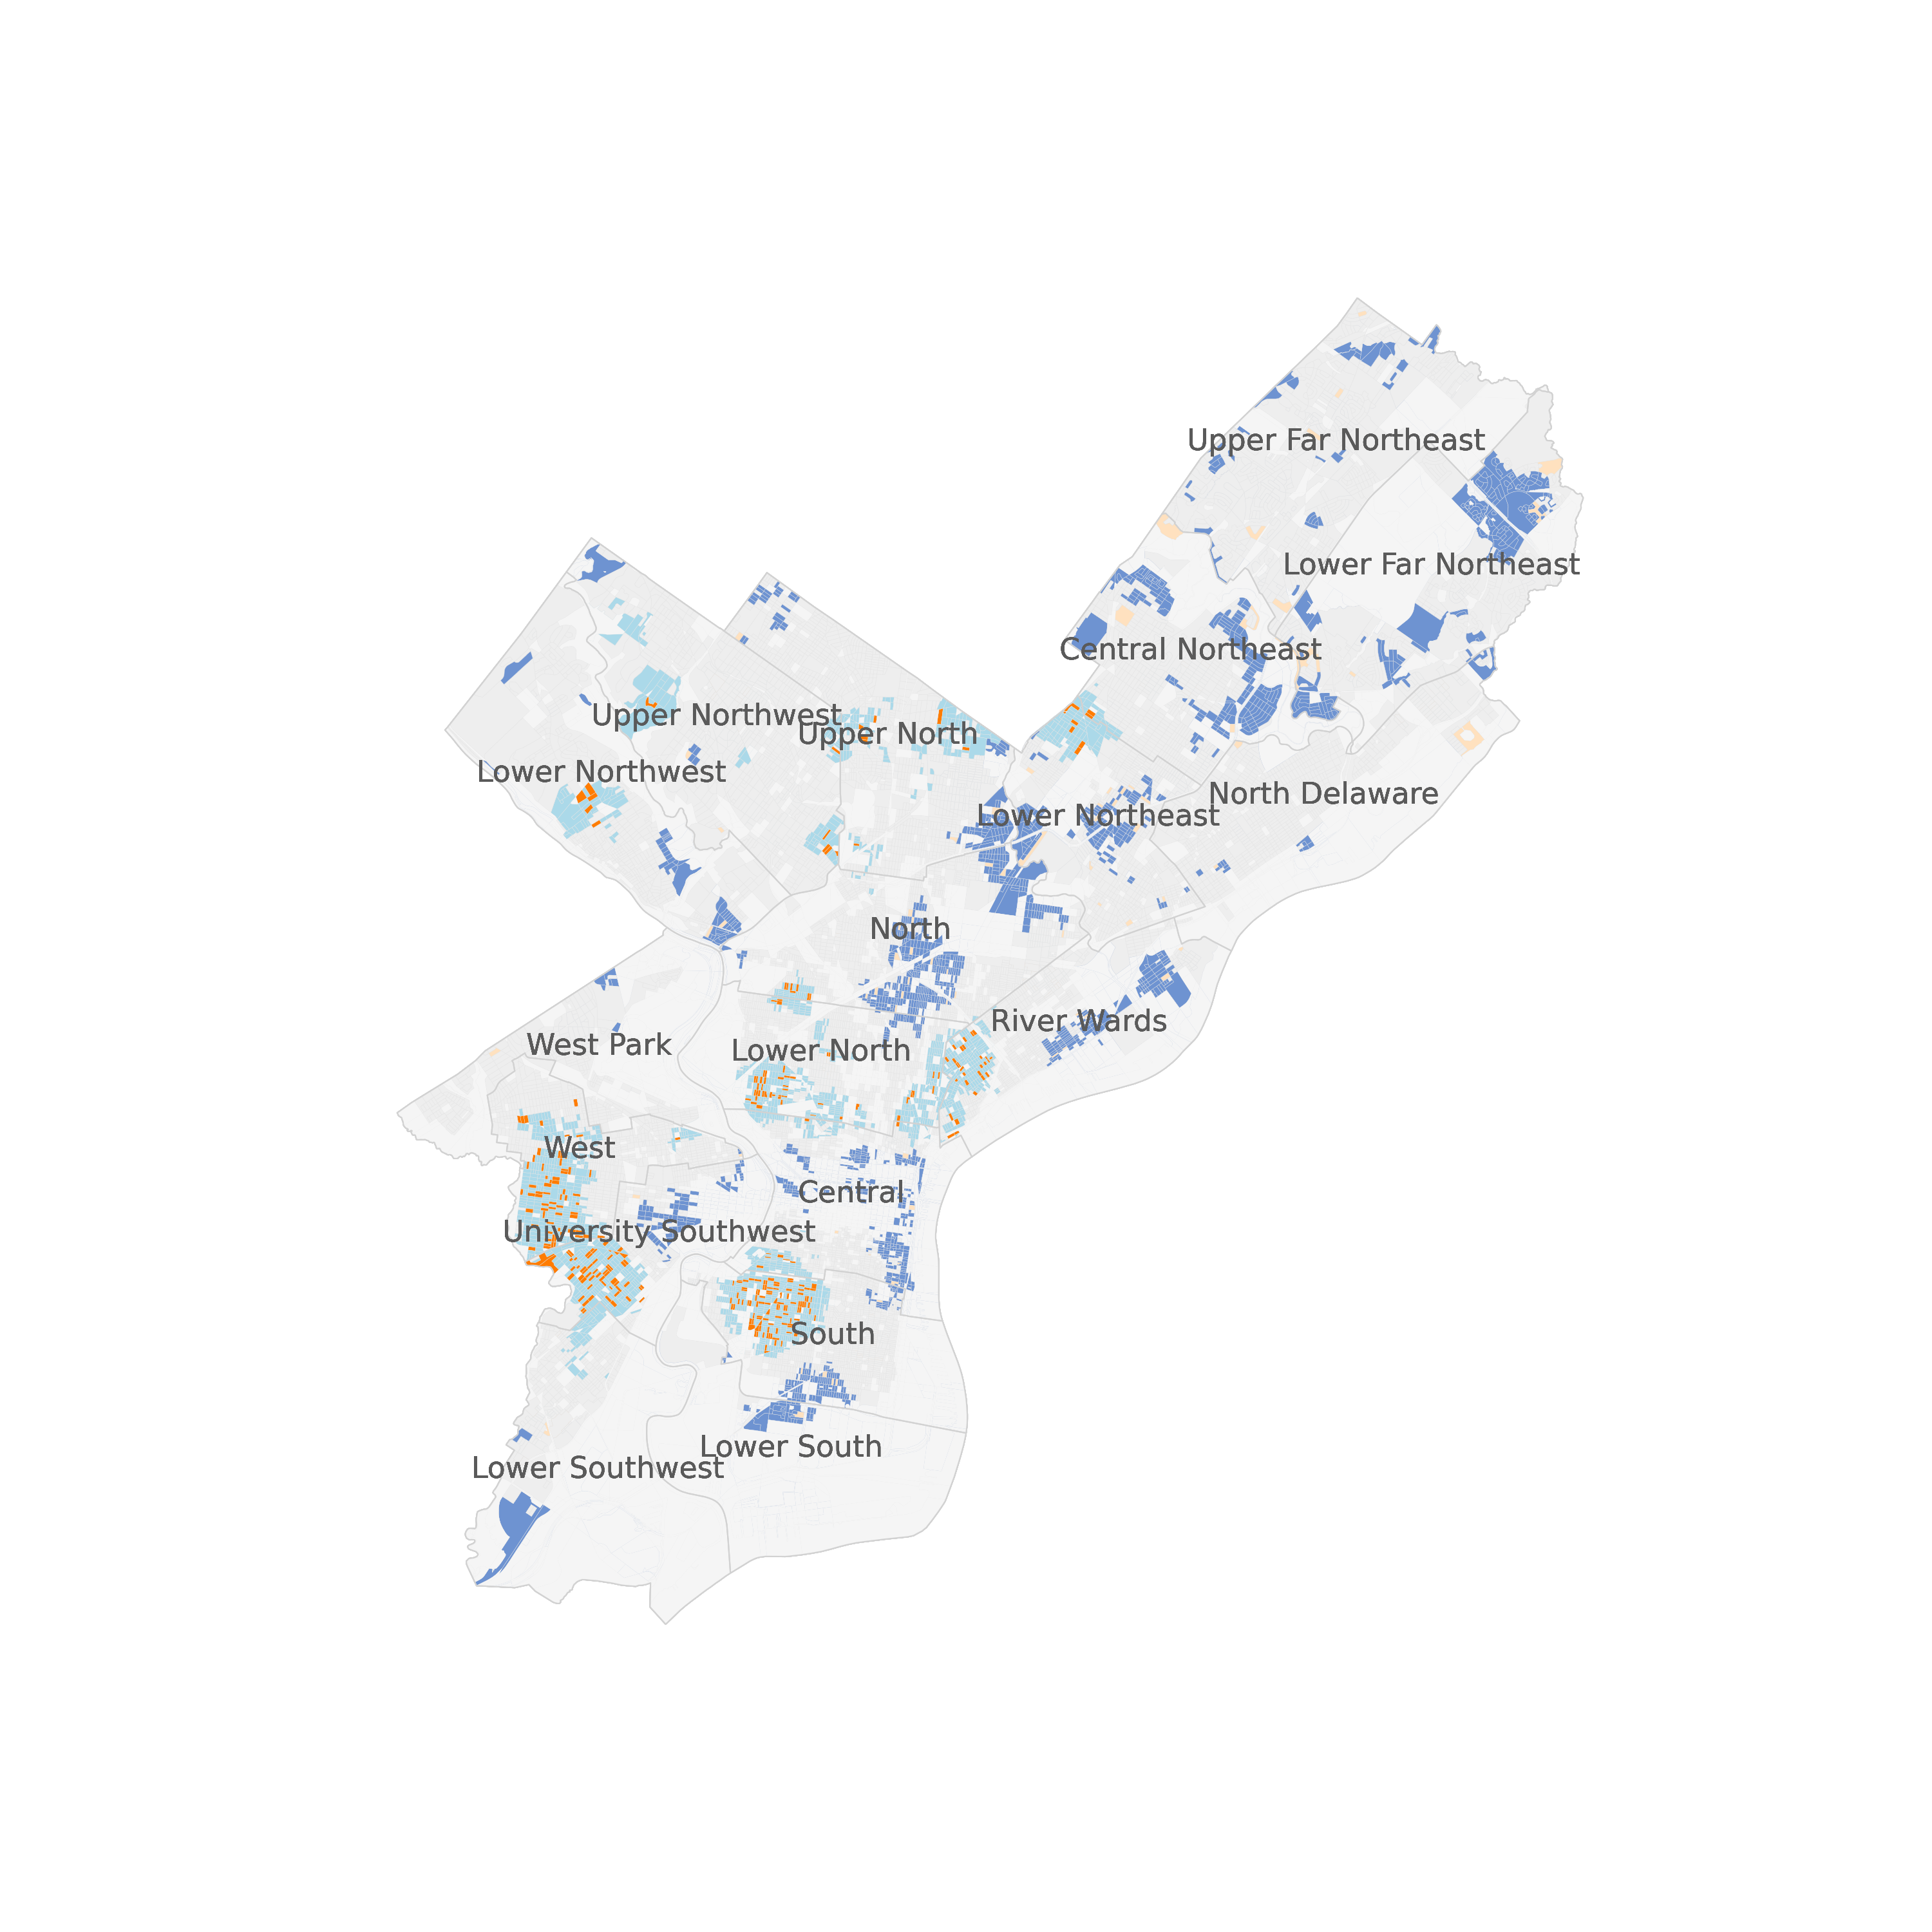 Upper Far Northeast
Lower Far Northeast
Central Northeast
Upper Northwest
Upper North
Lower Northwest
North Delaware
Lower Northeast
North
River Wards
West Park
Lower North
West
Central
University Southwest
South
Lower South
Lower Southwest